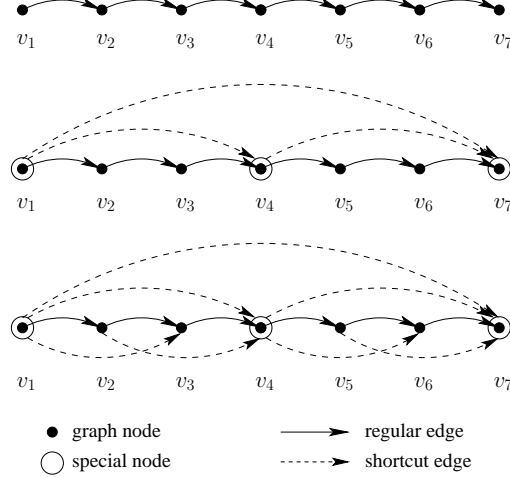 v1 v2 v3 v4 v5 v6 v7
v1 v2 v3 v4 v5 v6 v7
v1 v2 v3 v4 v5 v6 v7
graph node regular edge
special node shortcut edge